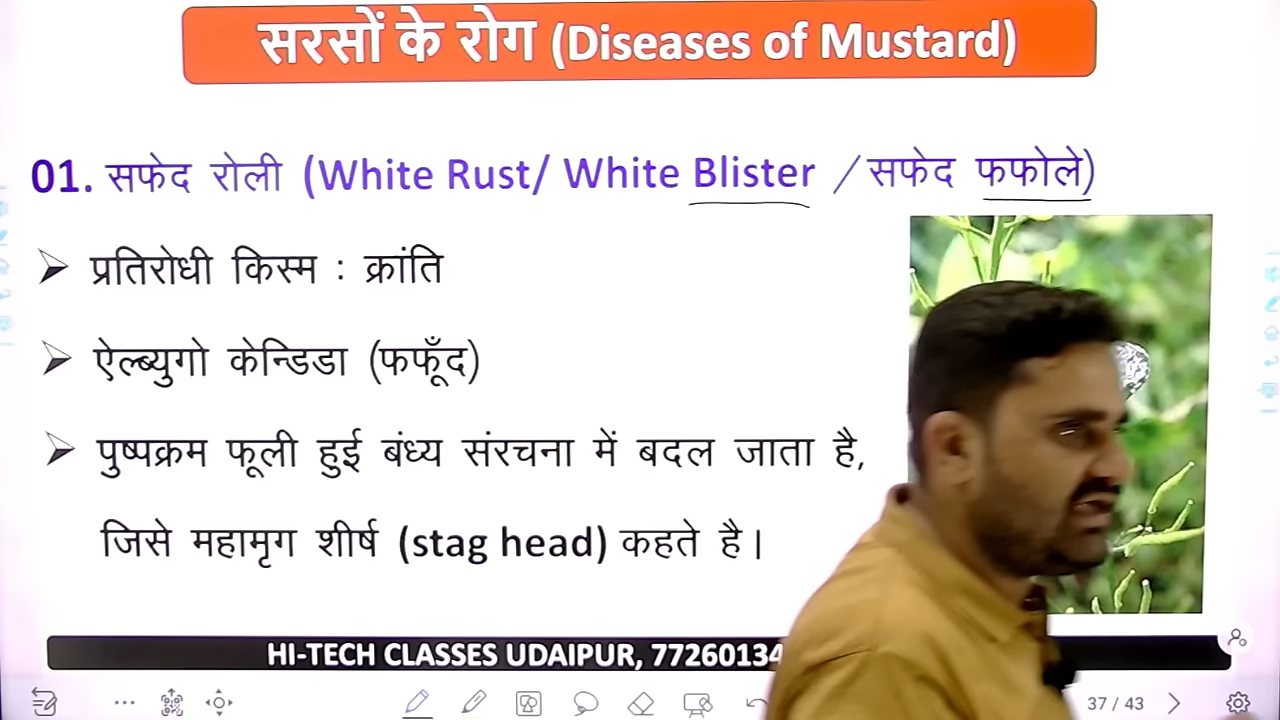 सरसों के रोग (Diseases of Mustard)
01. सफेद रोली (White Rust/ White Blister / सफेद फफोले)
➢ प्रतिरोधी किस्म : क्रांति
➢ ऐल्ब्युगो केन्डिडा (फफूँद)
➢ पुष्पक्रम फूली हुई बंध्य संरचना में बदल जाता है,
जिसे महामृग शीर्ष (stag head) कहते है।
HI-TECH CLASSES UDAIPUR, 7726013
37 / 43